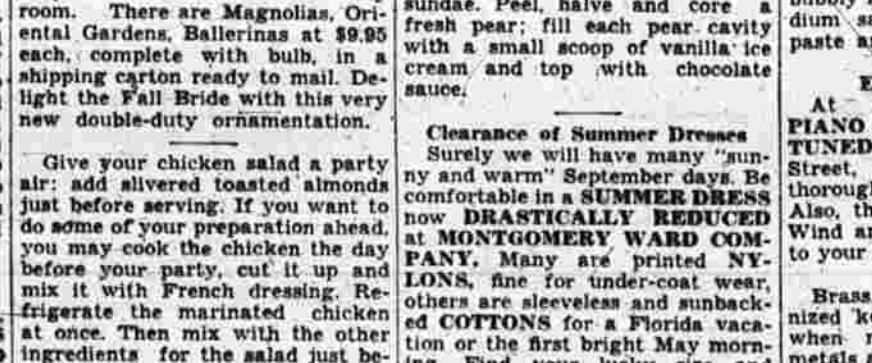 room. There are Magnolias, Ori-
ental Gardens, Ballerinas at $9.95
each, complete with bulb, in a
shipping carton ready to mail. De-
light the Fall Bride with this very
new double-duty ornamentation.
Give your chicken salad a party
air: add slivered toasted almonds
just before serving. If you want to
do some of your preparation ahead,
you may cook the chicken the day
before your party, cut it up and
mix it with French dressing. Re-
frigerate the marinated chicken
at once. Then mix with the other
ingredients for the salad just be-
sundae. Peel, halve and core a
fresh pear; fill each pear cavity
with a small scoop of vanilla ice
cream and top with chocolate
sauce.
Clearance of Summer Dresses
Surely we will have many "sun-
ny and warm" September days. Be
comfortable in a SUMMER DRESS
now DRASTICALLY REDUCED
at MONTGOMERY WARD COM-
PANY. Many are printed NY-
LONS, fine for under-coat wear,
others are sleeveless and sunback-
ed COTTONS for a Florida vaca-
tion or the first bright May morn-
ing. Find your lucky size and
dium
paste
At
PIANO
TUNED
Street,
Also,
Wind
to your
Brass
nized
when